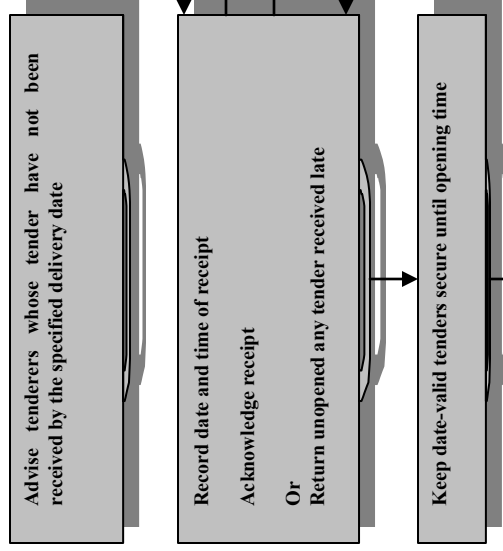 Advise tenderers whose tender have not been
received by the specified delivery date
Record date and time of receipt
Acknowledge receipt
Or
Return unopened any tender received late
Keep date-valid tenders secure until opening time